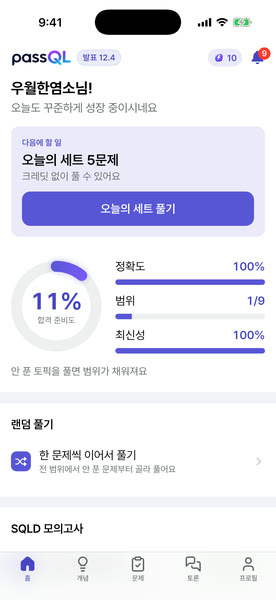 9:41
passQL 발표 12.4 10 9
우월한염소님!
오늘도 꾸준하게 성장 중이시네요
다음에 할 일
오늘의 세트 5문제
크레딧 없이 풀 수 있어요
오늘의 세트 풀기
11%
합격 준비도
정확도 100%
범위 1/9
최신성 100%
안 푼 토픽을 풀면 범위가 채워져요
랜덤 풀기
한 문제씩 이어서 풀기
전 범위에서 안 푼 문제부터 골라 풀어요
SQLD 모의고사
홈 개념 문제 토론 프로필